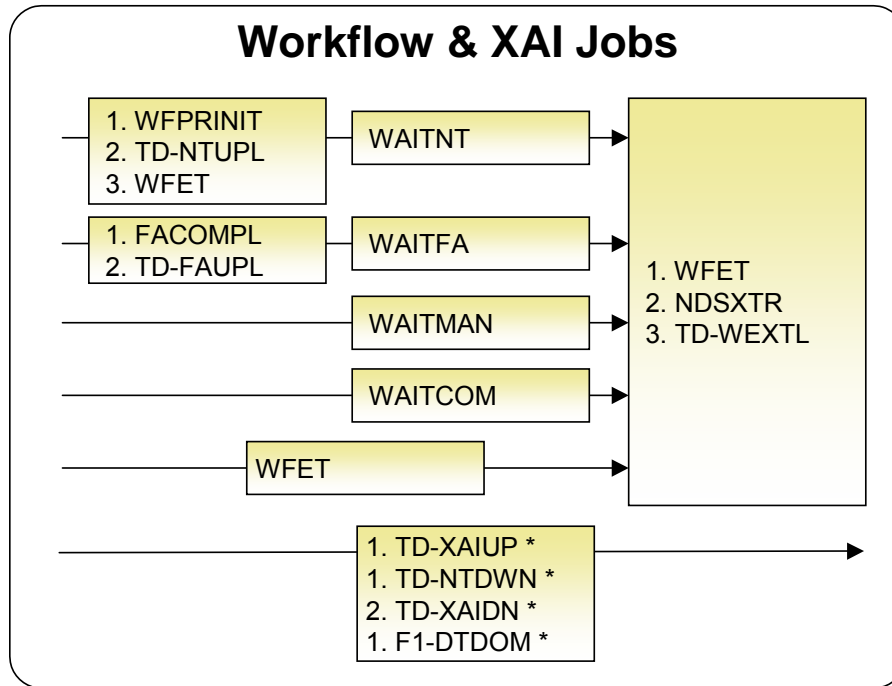 Workflow & XAI Jobs
1. WFPRINIT
2. TD-NTUPL
3. WFET
WAITNT
1. FACOMPL
2. TD-FAUPL
WAITFA
WAITMAN
WAITCOM
WFET
1. WFET
2. NDSXTR
3. TD-WEXTL
1. TD-XAIUP *
1. TD-NTDWN *
2. TD-XAIDN *
1. F1-DTDOM *